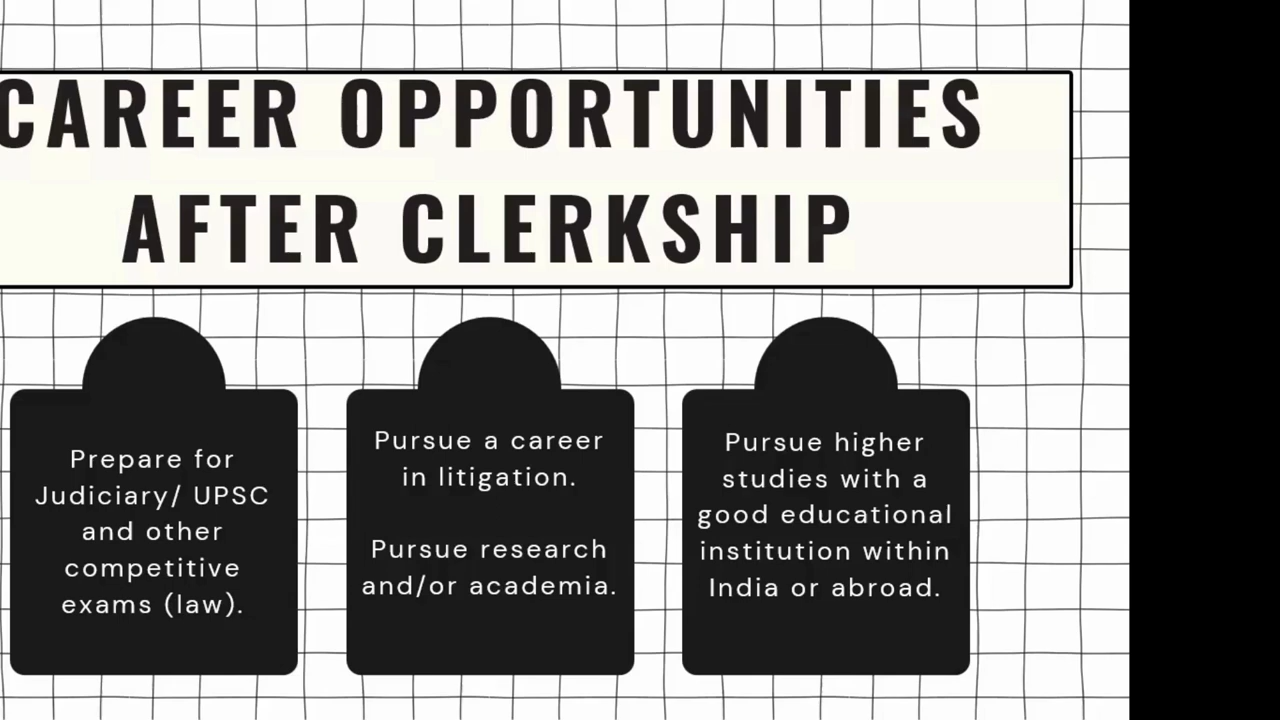 CAREER OPPORTUNITIES
AFTER CLERKSHIP
Prepare for
Judiciary/ UPSC
and other
competitive
exams (law).
Pursue a career
in litigation.
Pursue research
and/or academia.
Pursue higher
studies with a
good educational
institution within
India or abroad.